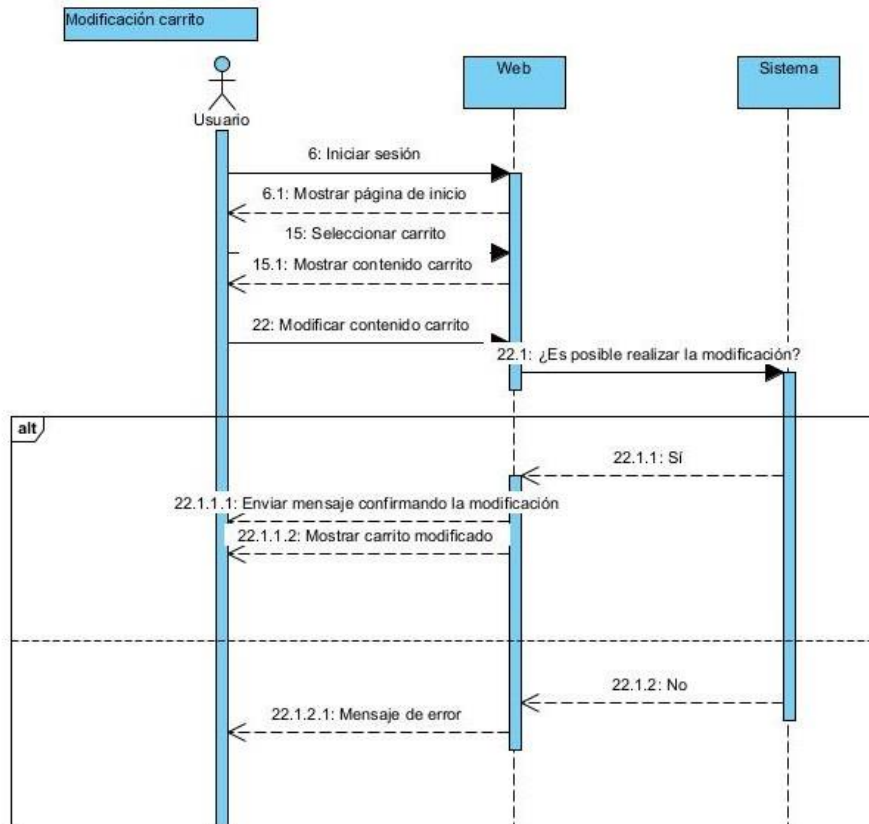 Modificación carrito
Usuario
Web
Sistema
6: Iniciar sesión
6.1: Mostrar página de inicio
15: Seleccionar carrito
15.1: Mostrar contenido carrito
22: Modificar contenido carrito
22.1: ¿Es posible realizar la modificación?
alt
22.1.1: Sí
22.1.1.1: Enviar mensaje confirmando la modificación
22.1.1.2: Mostrar carrito modificado
22.1.2: No
22.1.2.1: Mensaje de error